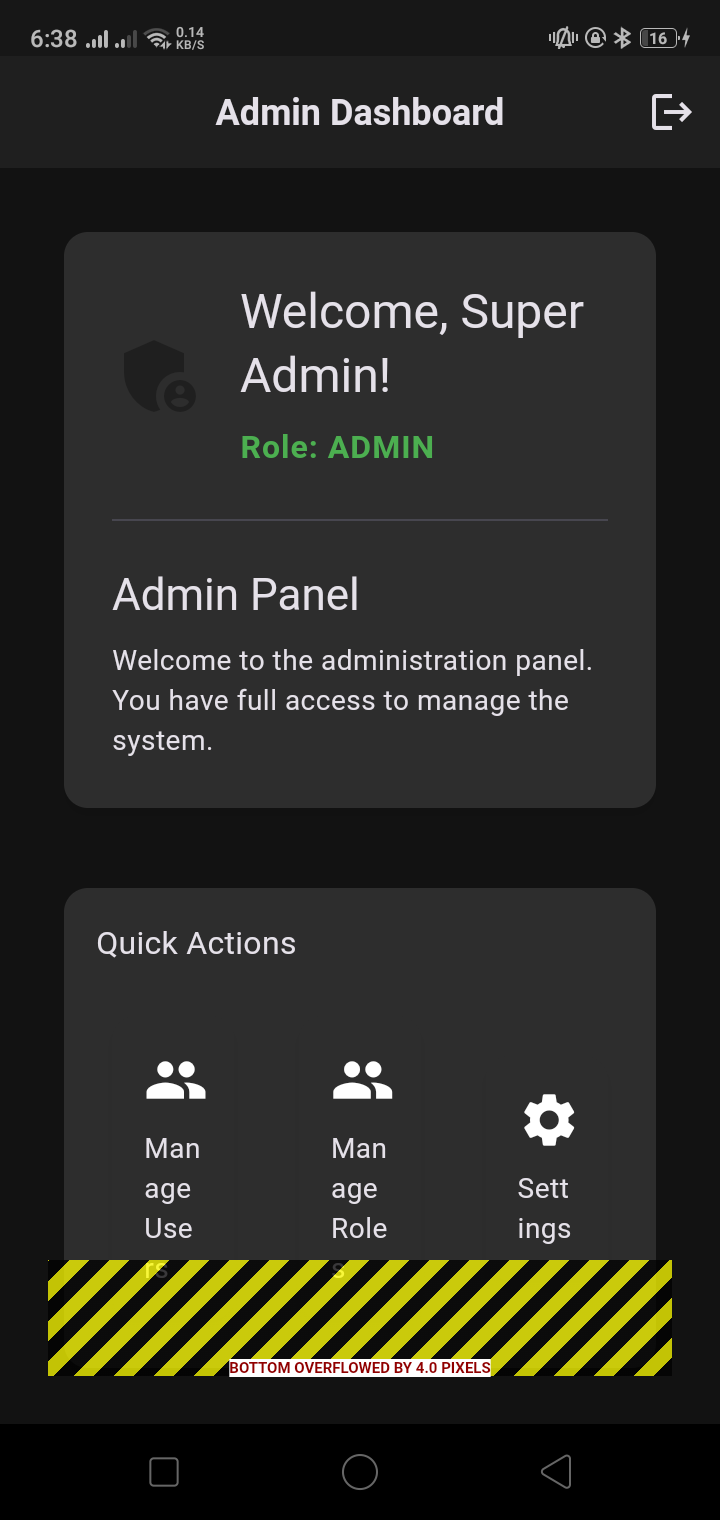 6:38
0.14
KB/S
16
Admin Dashboard
Welcome, Super
Admin!
Role: ADMIN
Admin Panel
Welcome to the administration panel.
You have full access to manage the
system.
Quick Actions
Man
age
Use
rs
Man
age
Role
s
Sett
ings
BOTTOM OVERFLOWED BY 4.0 PIXELS